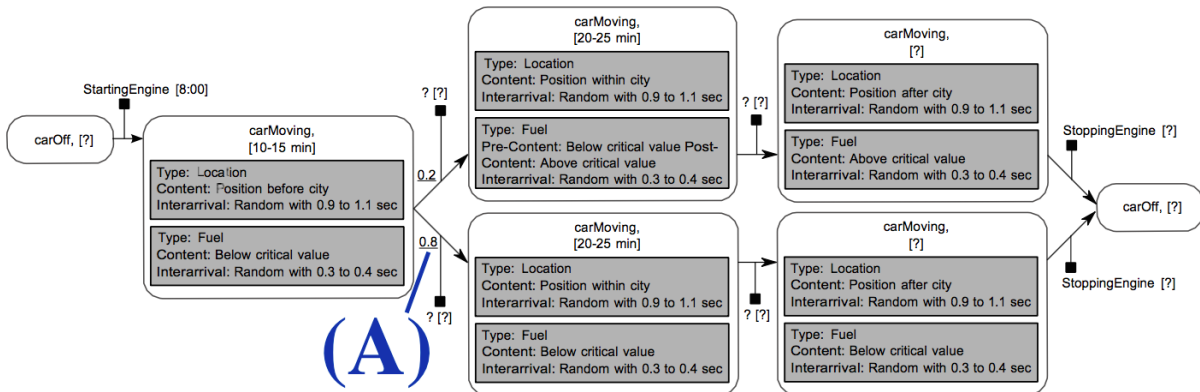 carOff, [?]
StartingEngine [8:00]
carMoving,
[10-15 min]
Type: Location
Content: Position before city
Interarrival: Random with 0.9 to 1.1 sec
Type: Fuel
Content: Below critical value
Interarrival: Random with 0.3 to 0.4 sec
? [?]
0.2
0.8
? [?]
(A)
carMoving,
[20-25 min]
Type: Location
Content: Position within city
Interarrival: Random with 0.9 to 1.1 sec
Type: Fuel
Pre-Content: Below critical value Post-
Content: Above critical value
Interarrival: Random with 0.3 to 0.4 sec
? [?]
carMoving,
[?]
Type: Location
Content: Position after city
Interarrival: Random with 0.9 to 1.1 sec
Type: Fuel
Content: Above critical value
Interarrival: Random with 0.3 to 0.4 sec
StoppingEngine [?]
carMoving,
[20-25 min]
Type: Location
Content: Position within city
Interarrival: Random with 0.9 to 1.1 sec
Type: Fuel
Content: Below critical value
Interarrival: Random with 0.3 to 0.4 sec
? [?]
carMoving,
[?]
Type: Location
Content: Position after city
Interarrival: Random with 0.9 to 1.1 sec
Type: Fuel
Content: Below critical value
Interarrival: Random with 0.3 to 0.4 sec
StoppingEngine [?]
carOff, [?]